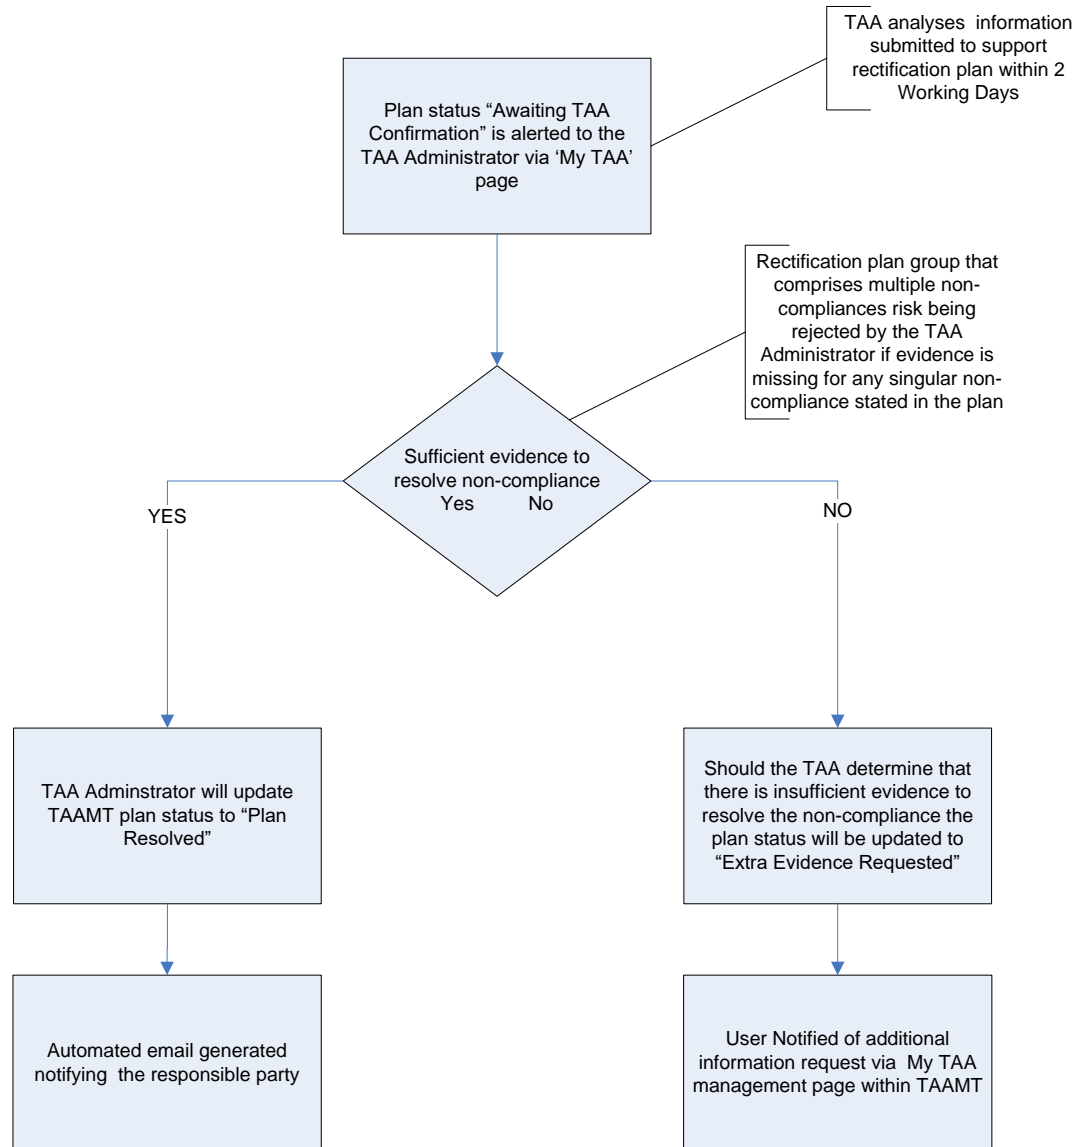 TAA analyses information
submitted to support
rectification plan within 2
Working Days
Plan status “Awaiting TAA
Confirmation” is alerted to the
TAA Administrator via ‘My TAA’
page
Rectification plan group that
comprises multiple non-
compliances risk being
rejected by the TAA
Administrator if evidence is
missing for any singular non-
compliance stated in the plan
Sufficient evidence to
resolve non-compliance
Yes No
YES
NO
TAA Adminstrator will update
TAAMT plan status to “Plan
Resolved”
Should the TAA determine that
there is insufficient evidence to
resolve the non-compliance the
plan status will be updated to
“Extra Evidence Requested”
Automated email generated
notifying the responsible party
User Notified of additional
information request via My TAA
management page within TAAMT